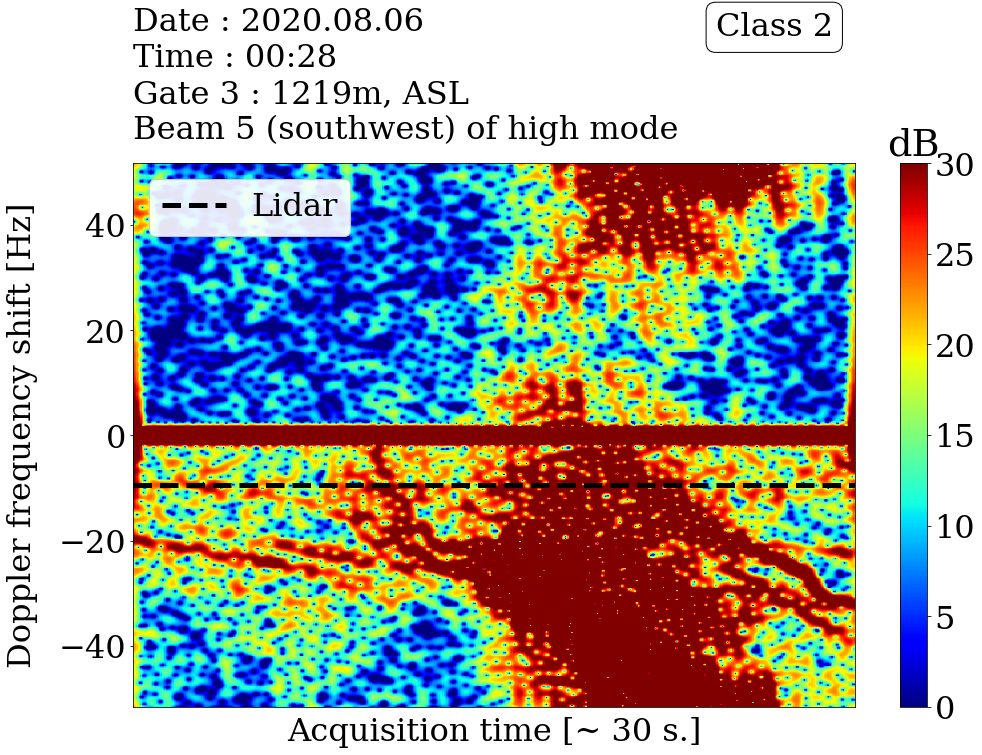 Date : 2020.08.06
Time : 00:28
Gate 3 : 1219m, ASL
Beam 5 (southwest) of high mode
Class 2
dB
Lidar
Doppler frequency shift [Hz]
40
20
0
−20
−40
Acquisition time [~ 30 s.]
30
25
20
15
10
5
0